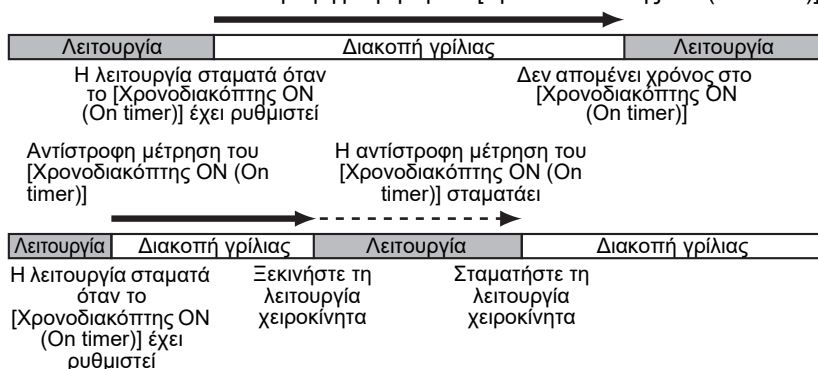 Λειτουργία Διακοπή γρίλιας Λειτουργία
Η λειτουργία σταματά όταν
το [Χρονοδιακόπτης ON
(On timer)] έχει ρυθμιστεί
Δεν απομένει χρόνος στο
[Χρονοδιακόπτης ON
(On timer)]
Αντίστροφη μέτρηση του
[Χρονοδιακόπτης ON (On
timer)]
Η αντίστροφη μέτρηση του
[Χρονοδιακόπτης ON (On
timer)] σταματάει
Λειτουργία Διακοπή γρίλιας Λειτουργία Διακοπή γρίλιας
Η λειτουργία σταματά
όταν το
[Χρονοδιακόπτης ON
(On timer)] έχει
ρυθμιστεί
Ξεκινήστε τη
λειτουργία
χειροκίνητα
Σταματήστε τη
λειτουργία
χειροκίνητα